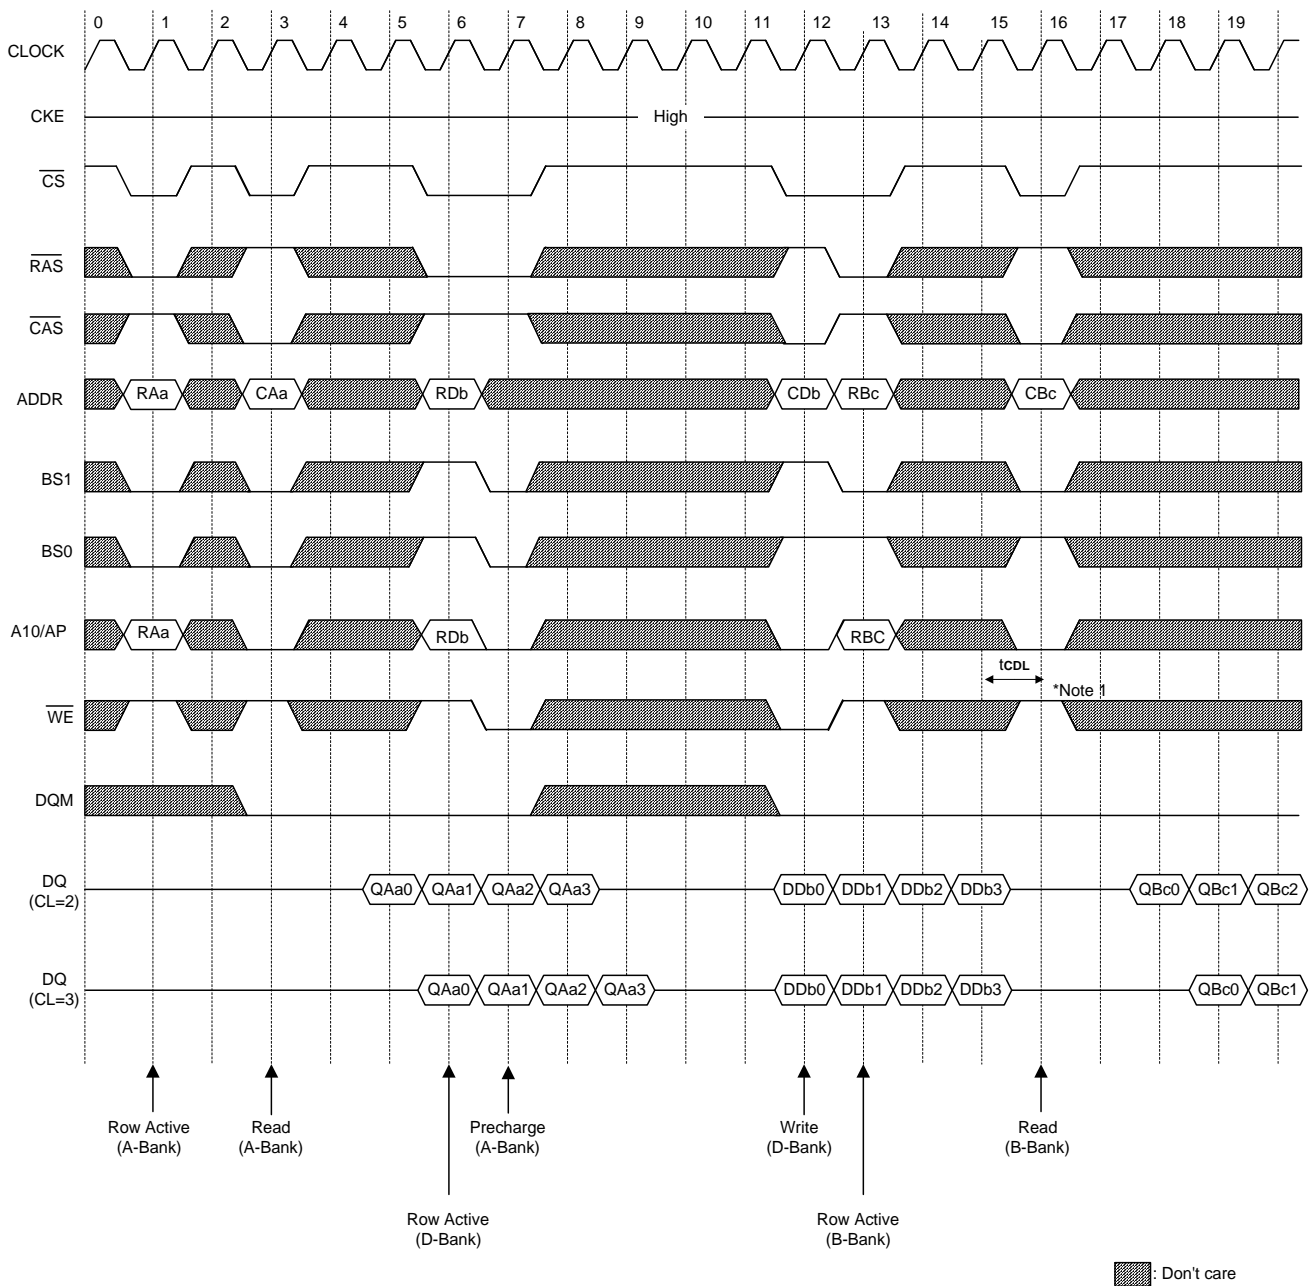 0 1 2 3 4 5 6 7 8 9 10 11 12 13 14 15 16 17 18 19
CLOCK
CKE High
CS
RAS
CAS
ADDR RAa CAa RDb CDb RBc CBc
BS1
BS0
A10/AP RAa RDb RBC
tCDL
*Note 1
WE
DQM
DQ
(CL=2)
QAa0 QAa1 QAa2 QAa3 DDb0 DDb1 DDb2 DDb3 QBc0 QBc1 QBc2
DQ
(CL=3)
QAa0 QAa1 QAa2 QAa3 DDb0 DDb1 DDb2 DDb3 QBc0 QBc1
Row Active
(A-Bank)
Read
(A-Bank)
Precharge
(A-Bank)
Write
(D-Bank)
Read
(B-Bank)
Row Active
(D-Bank)
Row Active
(B-Bank)
: Don't care